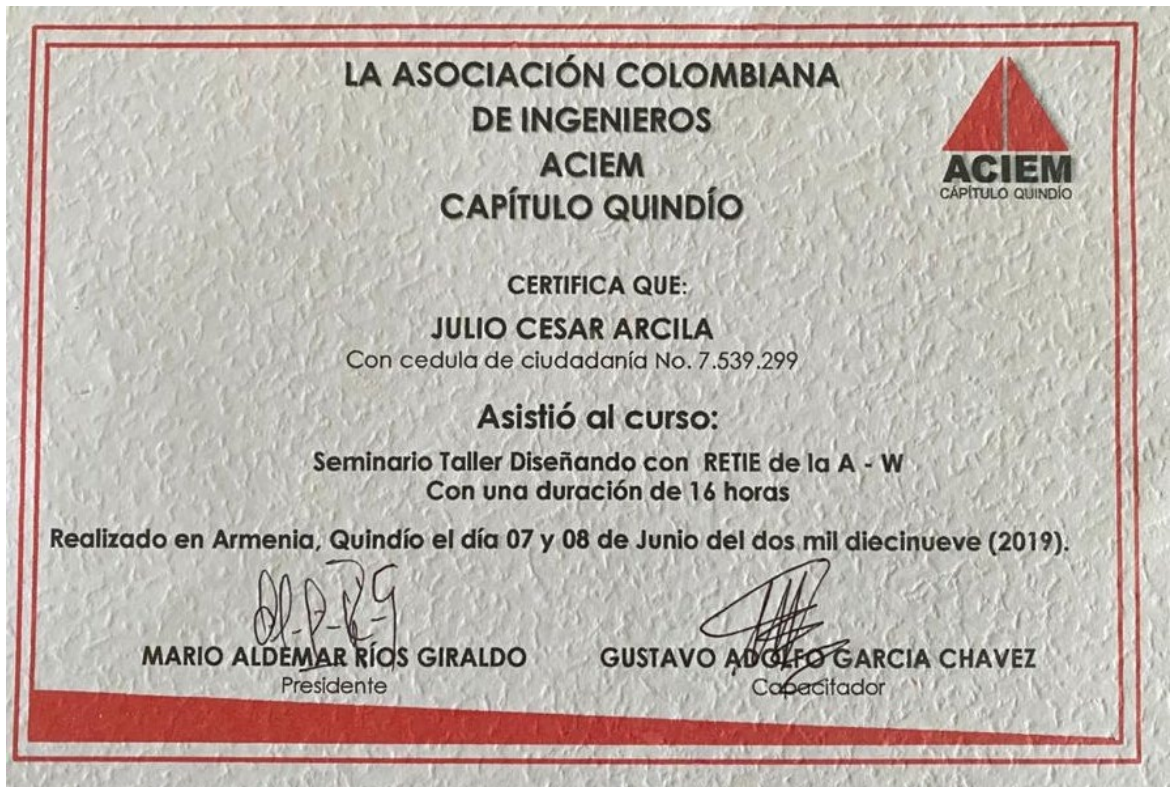 LA ASOCIACIÓN COLOMBIANA
DE INGENIEROS
ACIEM
CAPÍTULO QUINDÍO
ACIEM
CAPÍTULO QUINDÍO
CERTIFICA QUE:
JULIO CESAR ARCILA
Con cedula de ciudadanía No. 7.539.299
Asistió al curso:
Seminario Taller Diseñando con RETIE de la A - W
Con una duración de 16 horas
Realizado en Armenia, Quindío el día 07 y 08 de Junio del dos mil diecinueve (2019).
MARIO ALDEMAR RÍOS GIRALDO
Presidente
GUSTAVO ADOLFO GARCIA CHAVEZ
Capacitador